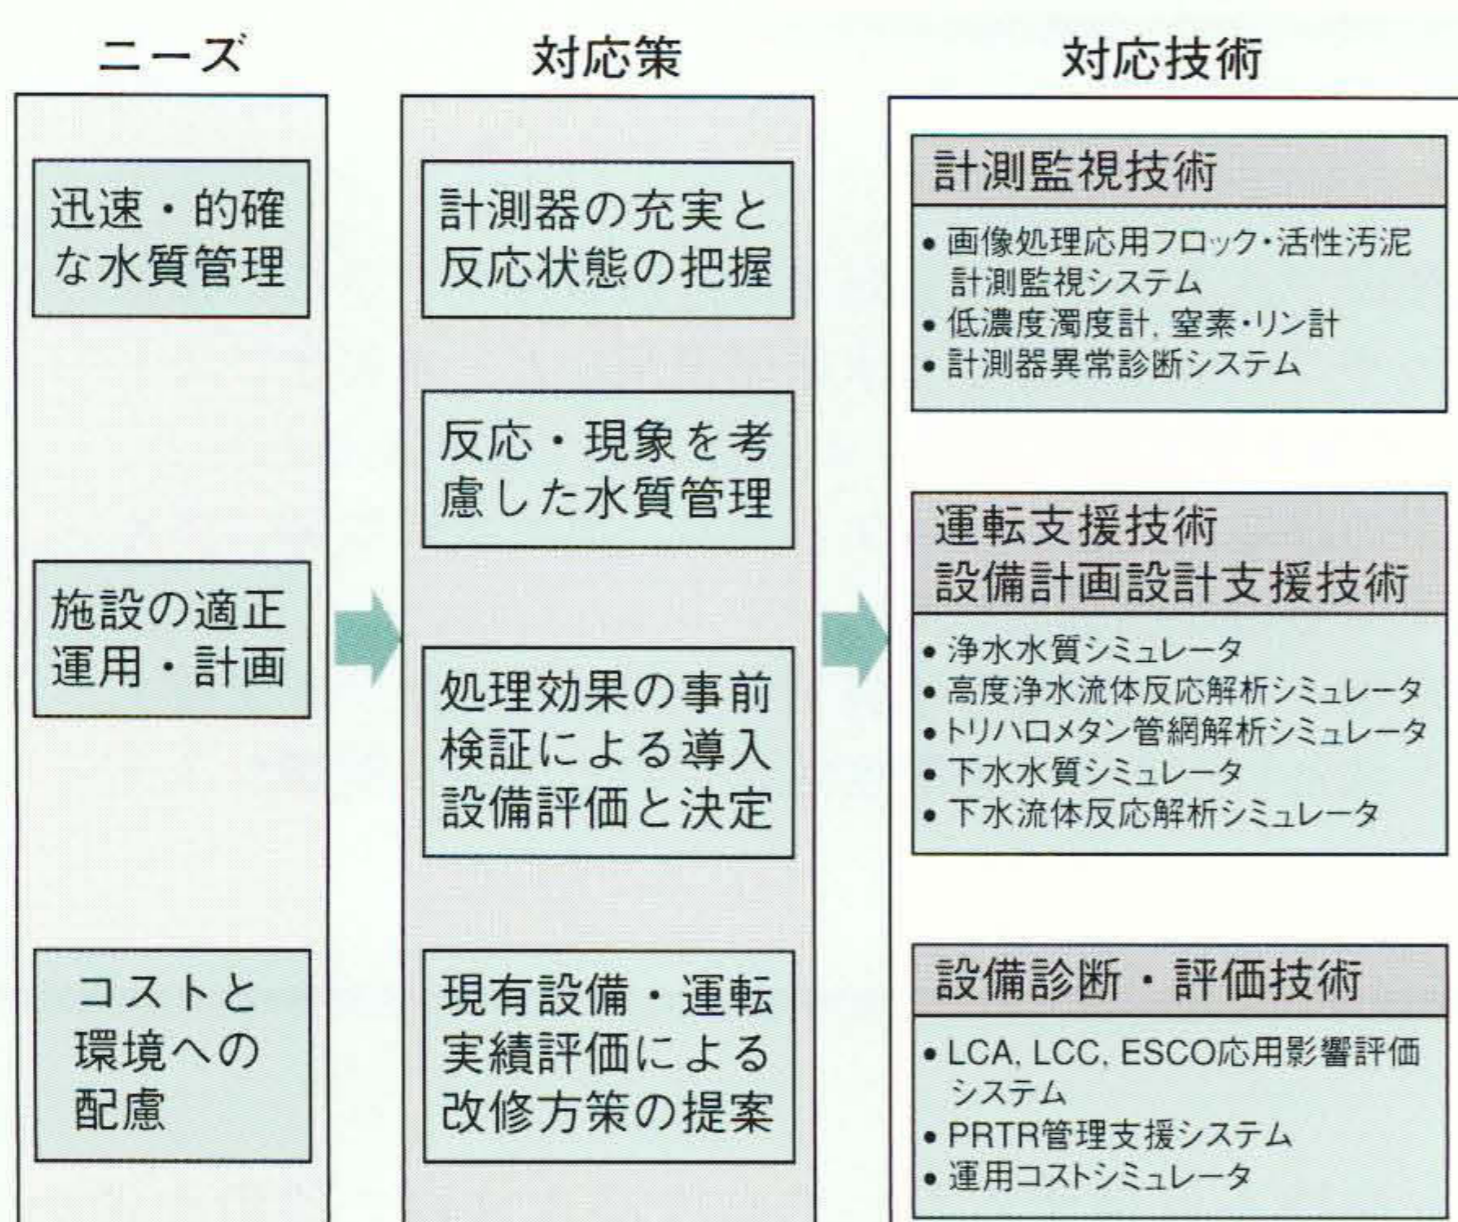 ニーズ
迅速・的確
な水質管理
施設の適正
運用・計画
コストと
環境への
配慮
対応策
計測器の充実と
反応状態の把握
反応・現象を考
慮した水質管理
処理効果の事前
検証による導入
設備評価と決定
現有設備・運転
実績評価による
改修方策の提案
対応技術
計測監視技術
• 画像処理応用フロック・活性汚泥
計測監視システム
• 低濃度濁度計, 窒素・リン計
• 計測器異常診断システム
運転支援技術
設備計画設計支援技術
• 浄水水質シミュレータ
• 高度浄水流体反応解析シミュレータ
• トリハロメタン管網解析シミュレータ
• 下水水質シミュレータ
• 下水流体反応解析シミュレータ
設備診断・評価技術
• LCA, LCC, ESCO応用影響評価
システム
• PRTR管理支援システム
• 運用コストシミュレータ